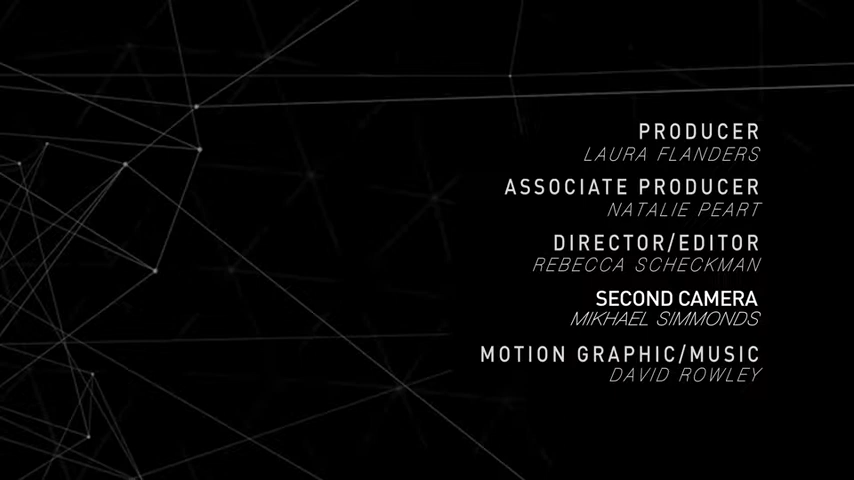 PRODUCER
LAURA FLANDERS
ASSOCIATE PRODUCER
NATALIE PEART
DIRECTOR/EDITOR
REBECCA SCHECKMAN
SECOND CAMERA
MIKHAEL SIMMONDS
MOTION GRAPHIC/MUSIC
DAVID ROWLEY